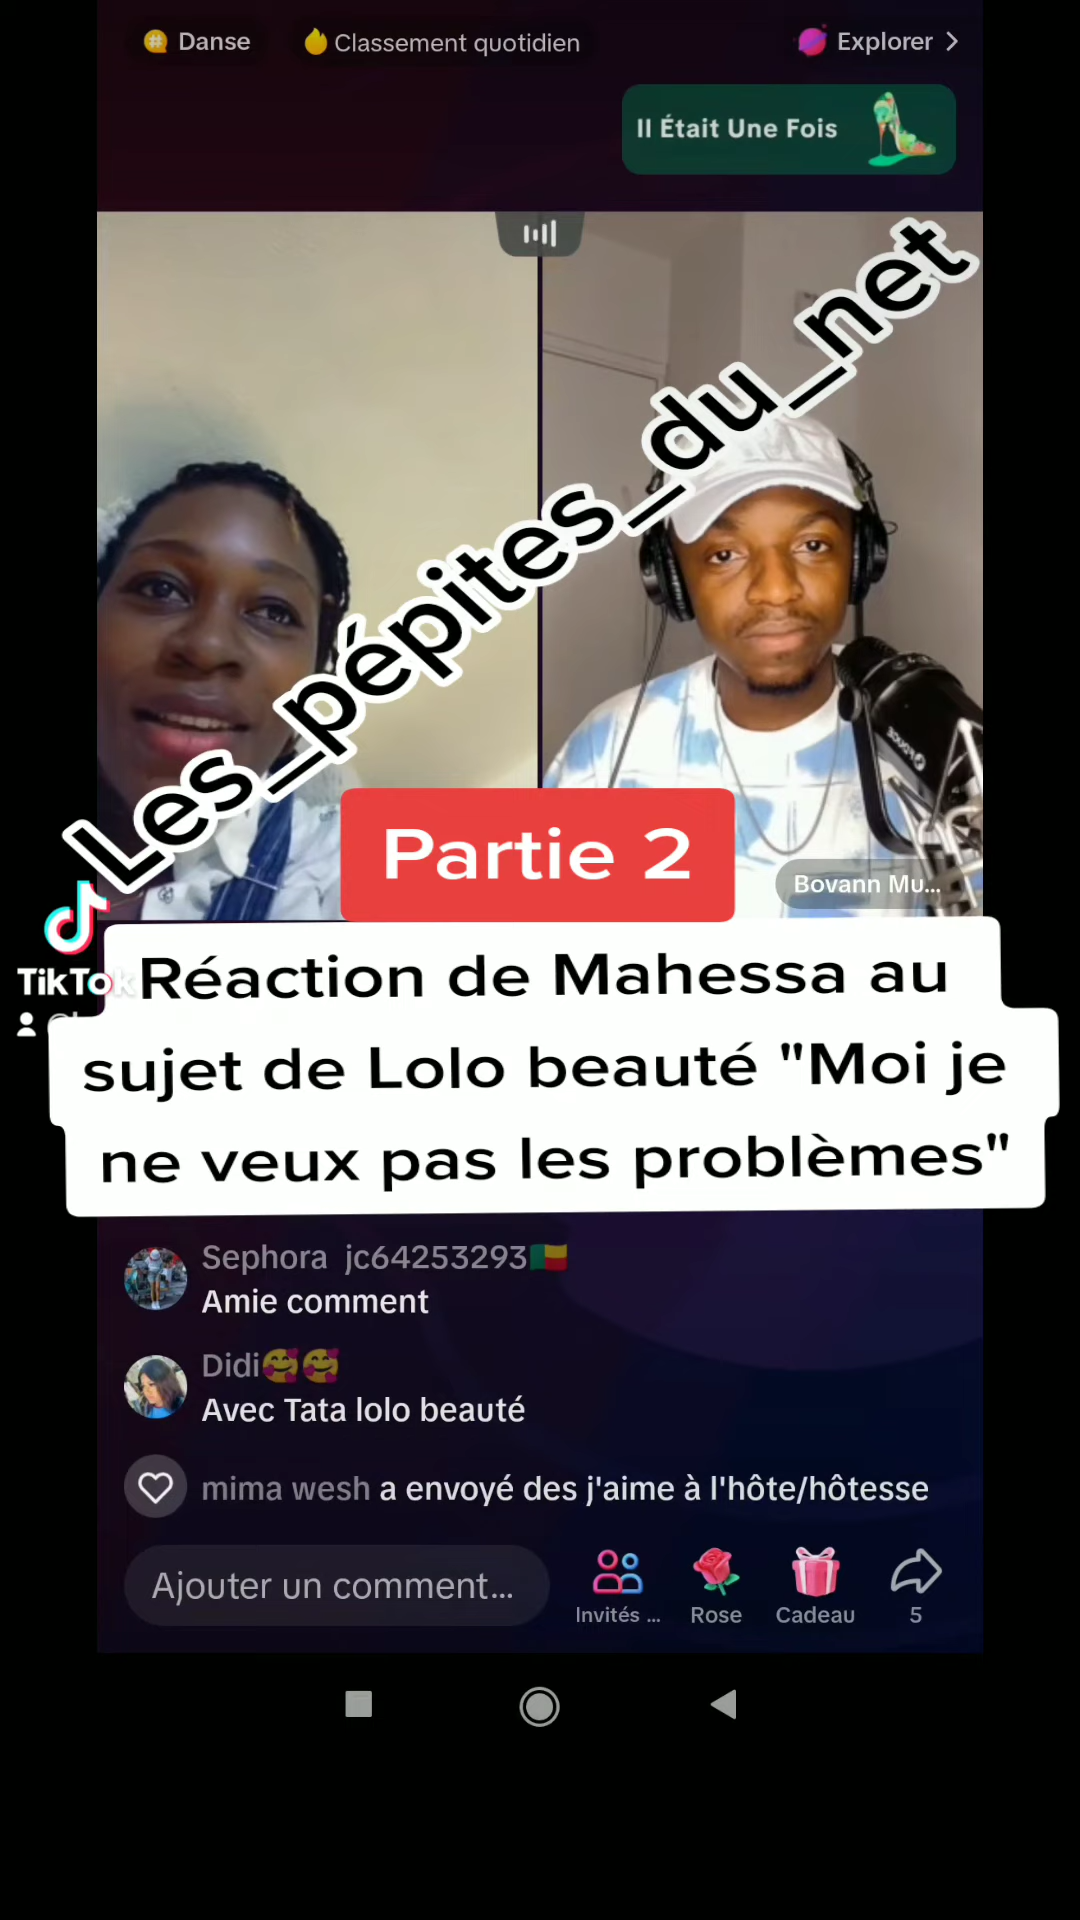 Danse
Classement quotidien
Explorer
Il Était Une Fois
Les_pépites_du_net
Partie 2
Bovann Mu...
TikTok
Réaction de Mahessa au
sujet de Lolo beauté "Moi je
ne veux pas les problèmes"
Sephora jc64253293🇧🇯
Amie comment
Didi🥰🥰
Avec Tata lolo beauté
mima wesh a envoyé des j'aime à l'hôte/hôtesse
Ajouter un comment...
Invités ...
Rose
Cadeau
5